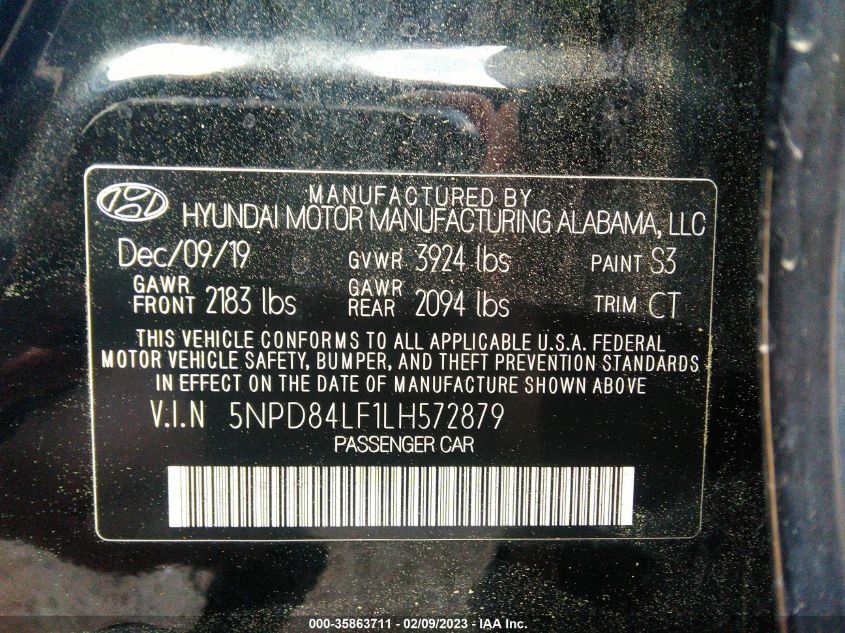 MANUFACTURED BY
HYUNDAI MOTOR MANUFACTURING ALABAMA, LLC
Dec/09/19 GVWR 3924 lbs PAINT S3
GAWR FRONT 2183 lbs GAWR REAR 2094 lbs TRIM CT
THIS VEHICLE CONFORMS TO ALL APPLICABLE U.S.A. FEDERAL
MOTOR VEHICLE SAFETY, BUMPER, AND THEFT PREVENTION STANDARDS
IN EFFECT ON THE DATE OF MANUFACTURE SHOWN ABOVE
V.I.N 5NPD84LF1LH572879
PASSENGER CAR
000-35863711 - 02/09/2023 - IAA Inc.